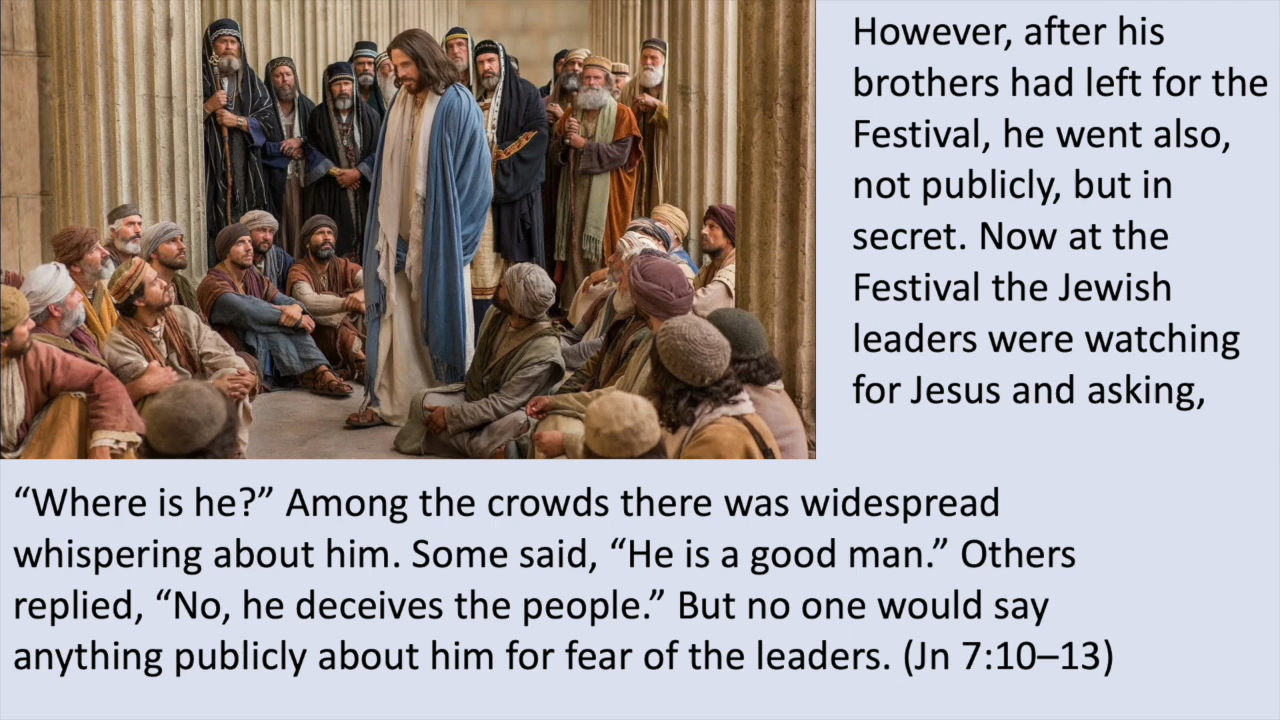 However, after his
brothers had left for the
Festival, he went also,
not publicly, but in
secret. Now at the
Festival the Jewish
leaders were watching
for Jesus and asking,
“Where is he?” Among the crowds there was widespread
whispering about him. Some said, “He is a good man.” Others
replied, “No, he deceives the people.” But no one would say
anything publicly about him for fear of the leaders. (Jn 7:10–13)